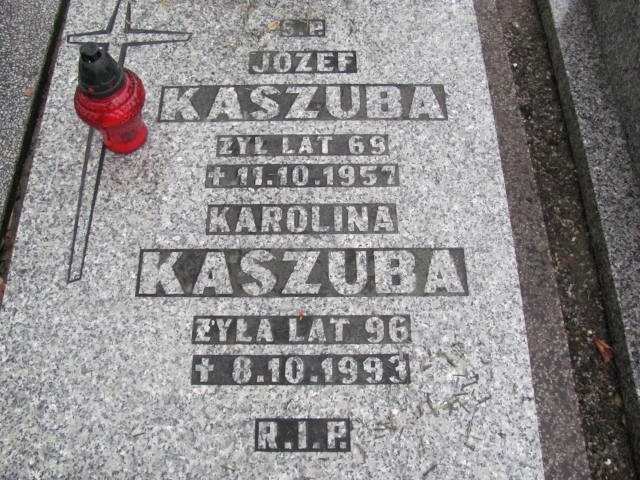 Ś.P.
JÓZEF
KASZUBA
ŻYŁ LAT 69
+ 11.10.1957
KAROLINA
KASZUBA
ŻYŁA LAT 96
+ 8.10.1993
R.I.P.